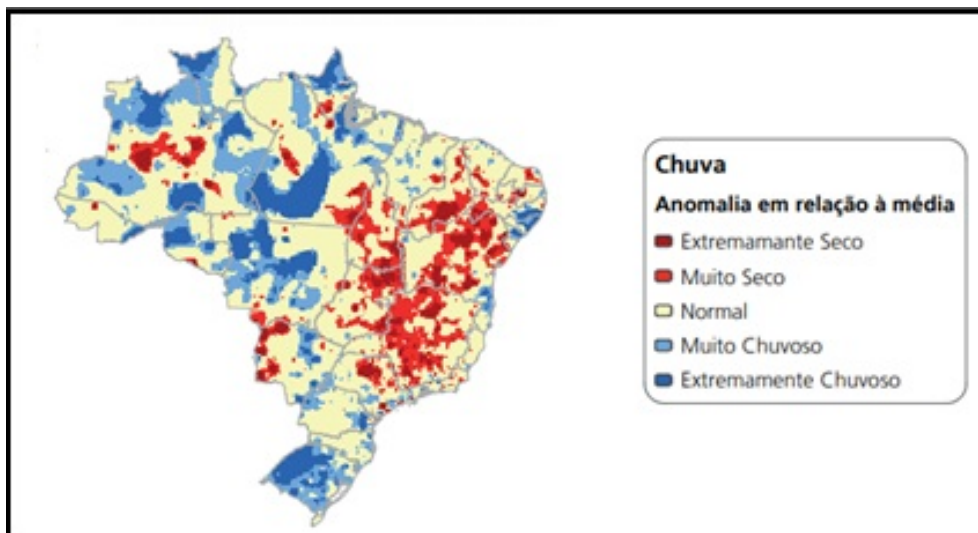 Chuva
Anomalia em relação à média
Extremamante Seco
Muito Seco
Normal
Muito Chuvoso
Extremamente Chuvoso